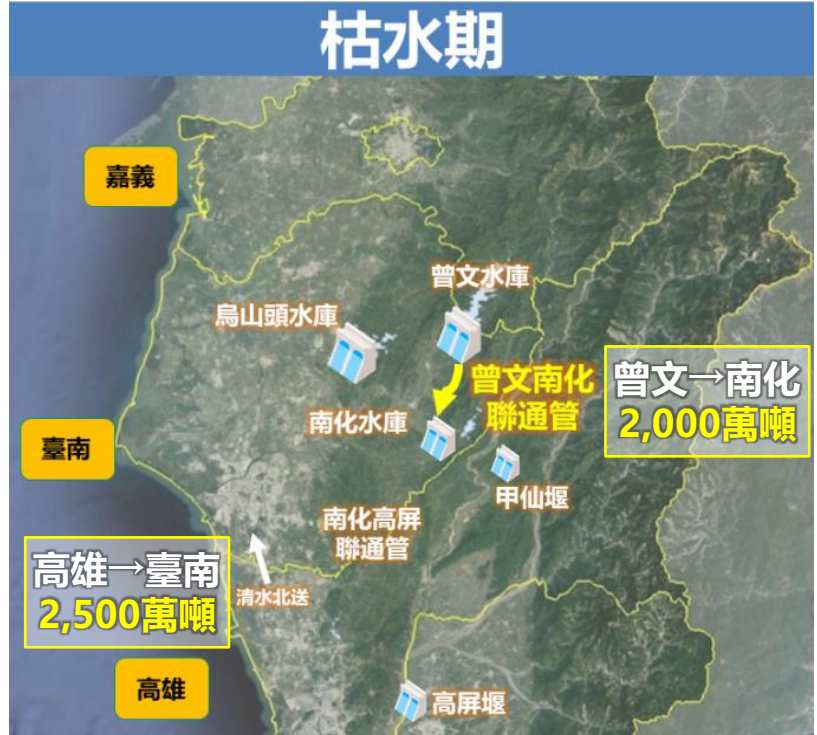 枯水期
嘉義
曾文水庫
烏山頭水庫
曾文南化
聯通管
曾文→南化
2,000萬噸
南化水庫
臺南
甲仙堰
南化高屏
聯通管
高雄→臺南
2,500萬噸
清水北送
高雄
高屏堰